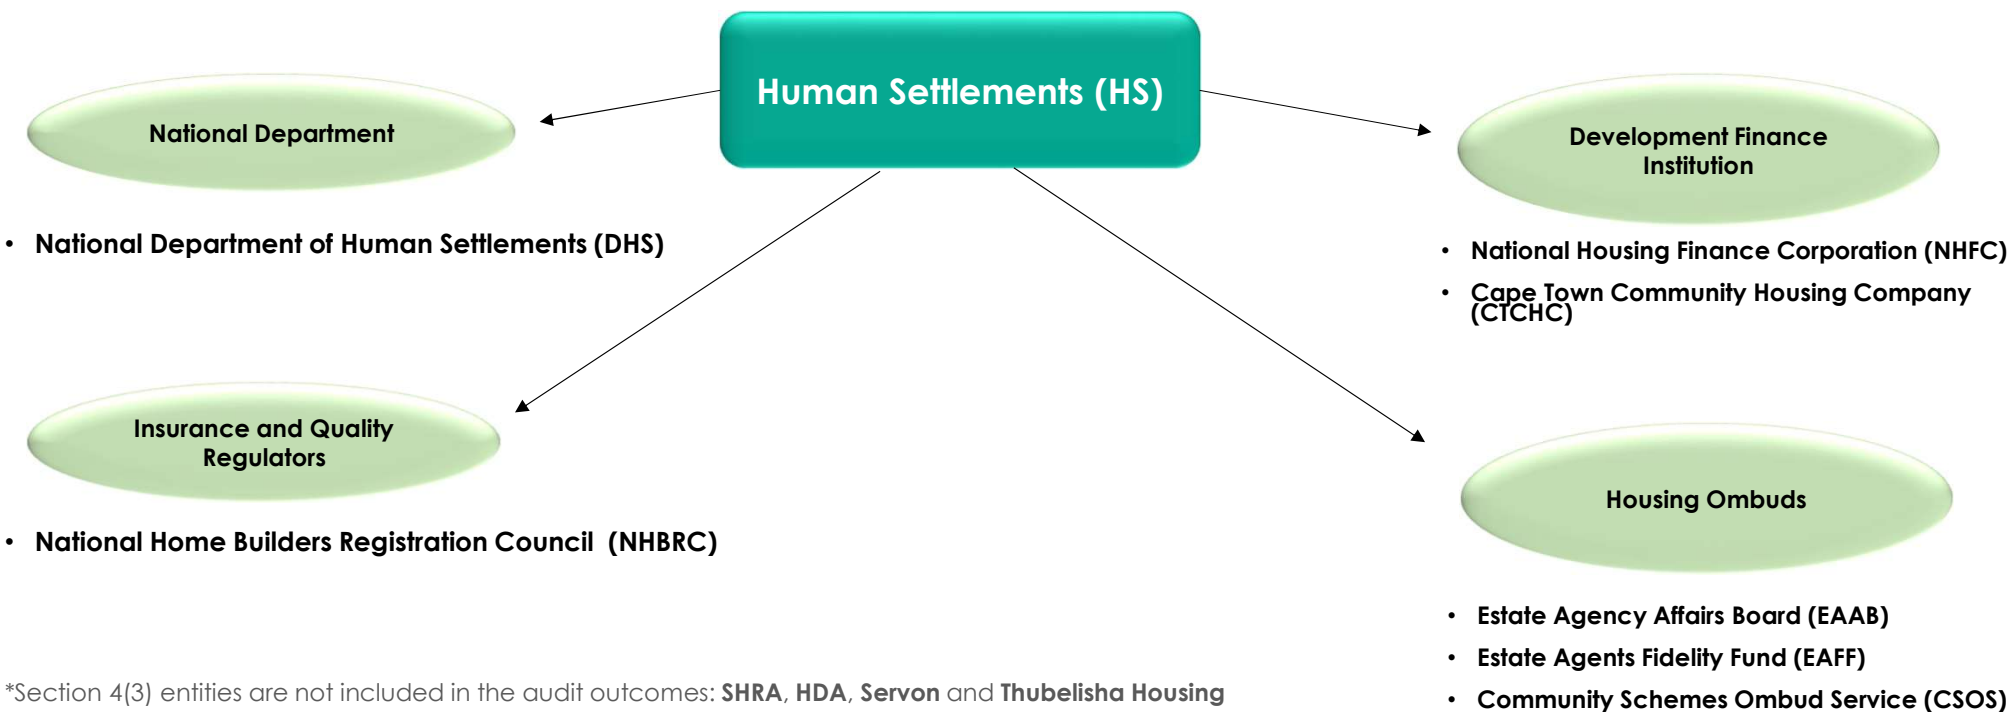 Human Settlements (HS)
National Department
• National Department of Human Settlements (DHS)
Development Finance
Institution
• National Housing Finance Corporation (NHFC)
• Cape Town Community Housing Company
(CTCHC)
Insurance and Quality
Regulators
• National Home Builders Registration Council (NHBRC)
Housing Ombuds
• Estate Agency Affairs Board (EAAB)
• Estate Agents Fidelity Fund (EAFF)
• Community Schemes Ombud Service (CSOS)
*Section 4(3) entities are not included in the audit outcomes: SHRA, HDA, Servon and Thubelisha Housing